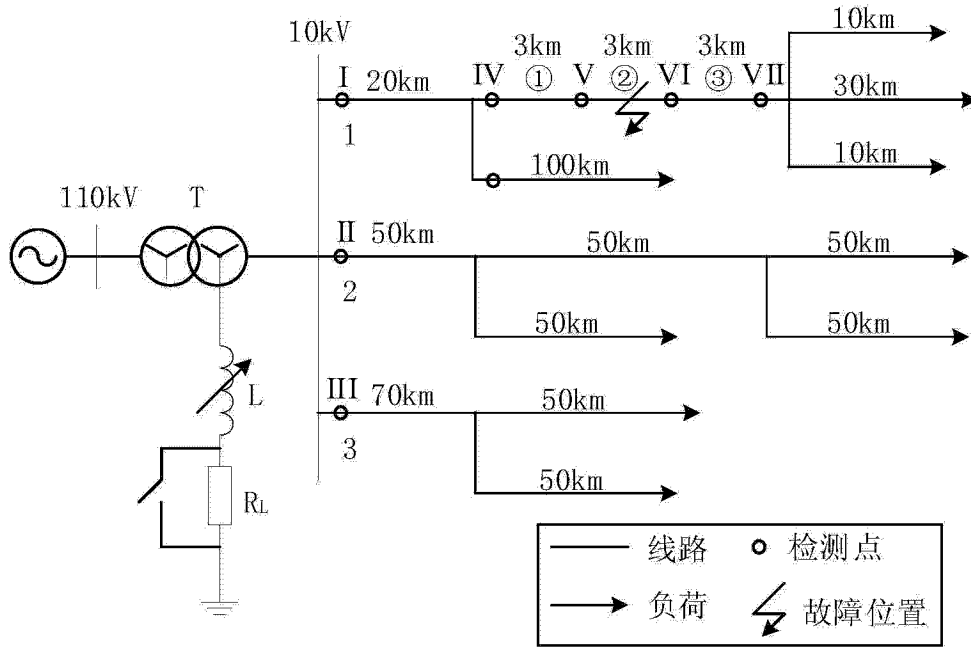 10kV
10km
3km 3km 3km
I 20km IV ① V ② VI ③ VII 30km
1
100km 10km
110kV T
II 50km 50km 50km
2
50km 50km
L
III 70km 50km
3
50km
RL
线路 检测点
负荷 故障位置